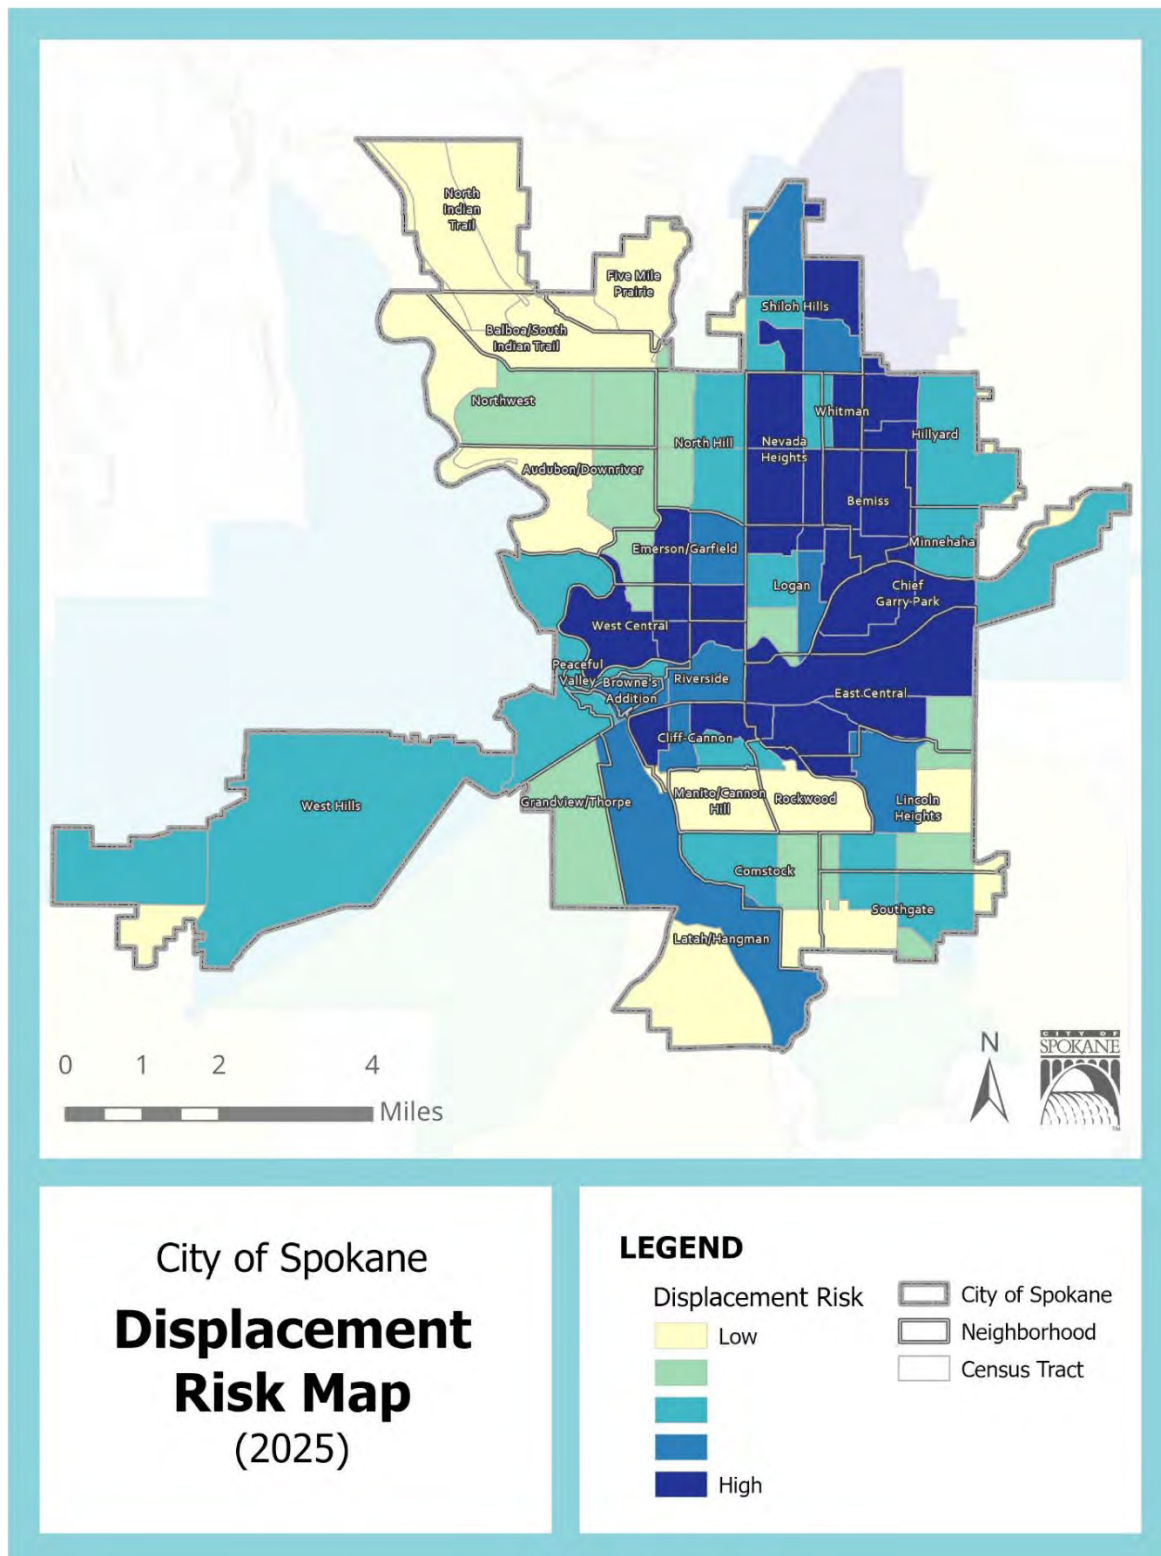 North
Indian
Trail
Five Mile
Prairie
Shiloh Hills
Balboa/South
Indian Trail
Northwest
Whitman
North Hill
Nevada
Heights
Hillyard
Audubon/Downriver
Bemiss
Emerson/Garfield
Minnehaha
Logan
Chief
Garry-Park
West Central
Peaceful
Valley
Browne's
Addition
Riverside
East Central
Cliff-Cannon
West Hills
Grandview/Thorpe
Manito/Cannon
Hill
Rockwood
Lincoln
Heights
Comstock
Southgate
Latah/Hangman
0 1 2 4
Miles
N
CITY OF
SPOKANE
TM
City of Spokane
Displacement
Risk Map
(2025)
LEGEND
Displacement Risk
Low
High
City of Spokane
Neighborhood
Census Tract